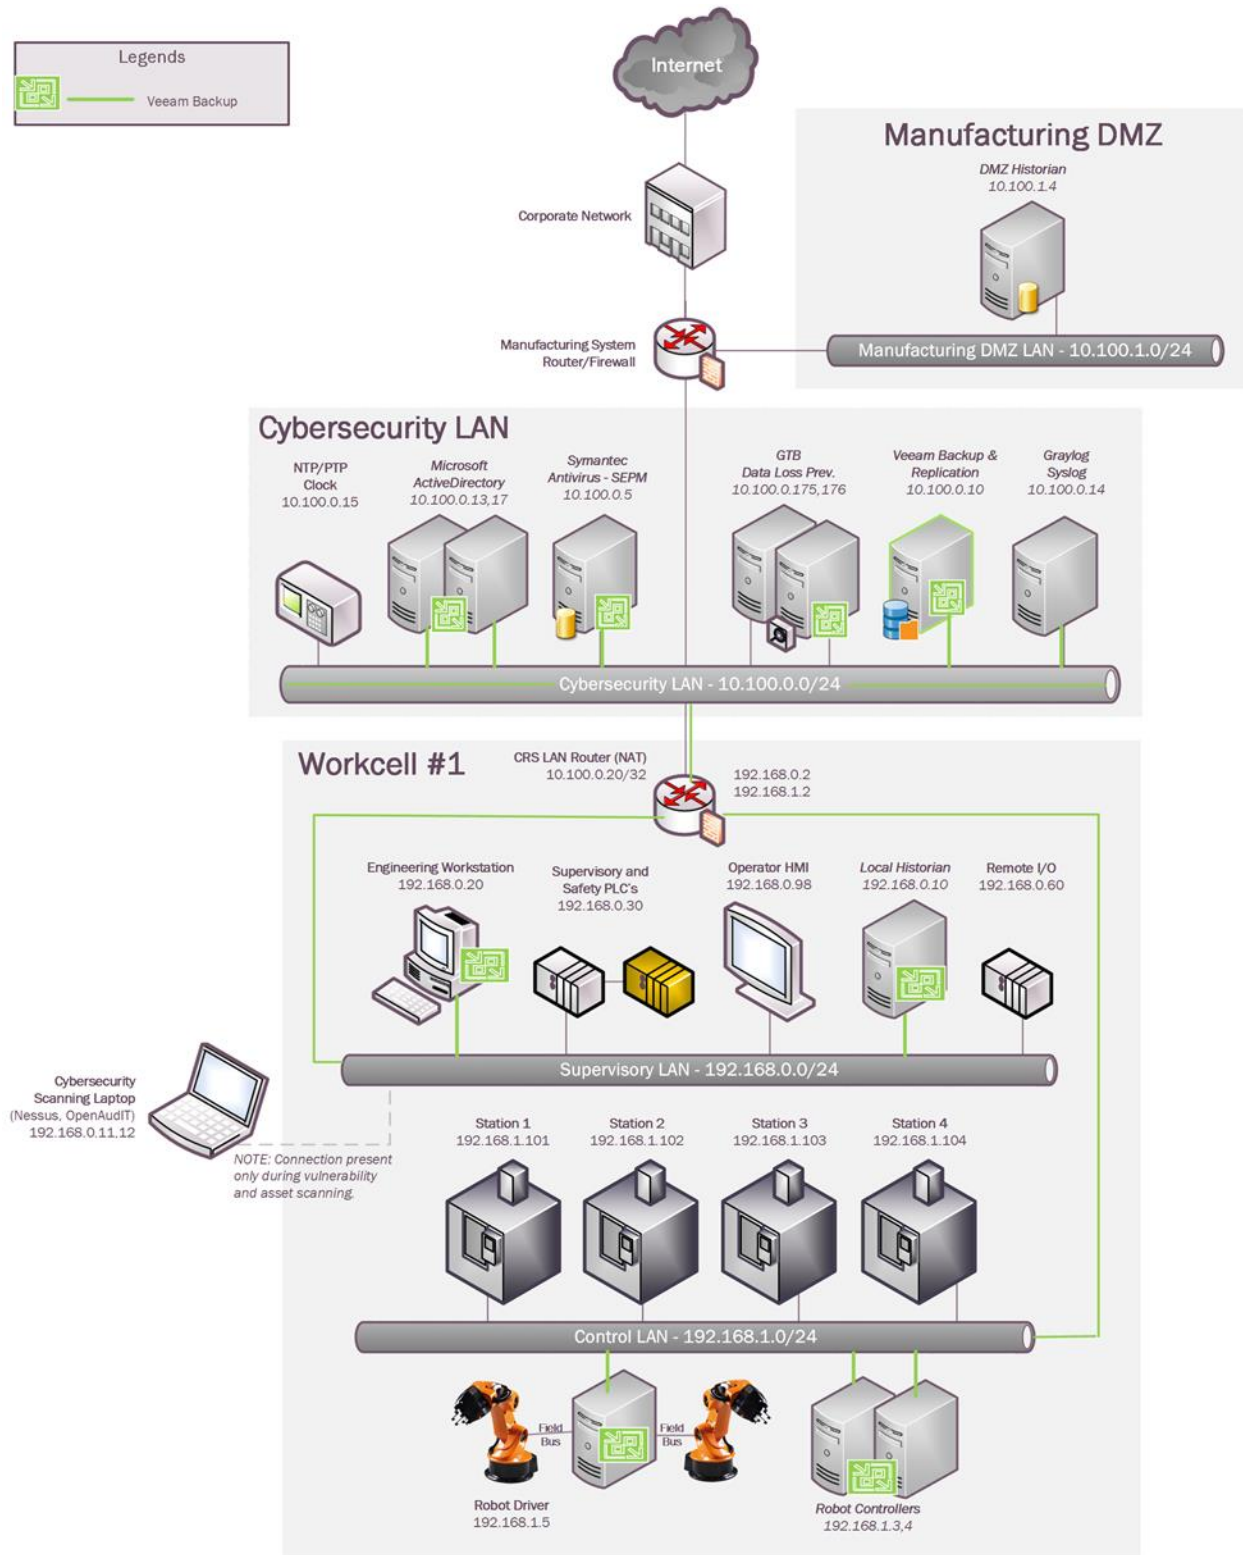 Legends
Veeam Backup
Internet
Manufacturing DMZ
DMZ Historian
10.100.1.4
Corporate Network
Manufacturing System
Router/Firewall
Manufacturing DMZ LAN - 10.100.1.0/24
Cybersecurity LAN
NTP/PTP
Clock
10.100.0.15
Microsoft
ActiveDirectory
10.100.0.13,17
Symantec
Antivirus - SEPM
10.100.0.5
GTB
Data Loss Prev.
10.100.0.175,176
Veeam Backup &
Replication
10.100.0.10
Graylog
Syslog
10.100.0.14
Cybersecurity LAN - 10.100.0.0/24
Workcell #1
CRS LAN Router (NAT)
10.100.0.20/32
192.168.0.2
192.168.1.2
Engineering Workstation
192.168.0.20
Supervisory and
Safety PLC's
192.168.0.30
Operator HMI
192.168.0.98
Local Historian
192.168.0.10
Remote I/O
192.168.0.60
Supervisory LAN - 192.168.0.0/24
Cybersecurity
Scanning Laptop
(Nessus, OpenAudIT)
192.168.0.11,12
NOTE: Connection present
only during vulnerability
and asset scanning.
Station 1
192.168.1.101
Station 2
192.168.1.102
Station 3
192.168.1.103
Station 4
192.168.1.104
Control LAN - 192.168.1.0/24
Field
Bus
Field
Bus
Robot Driver
192.168.1.5
Robot Controllers
192.168.1.3,4